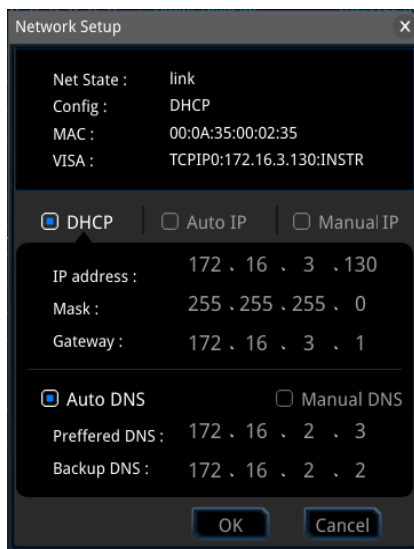 Network Setup X
Net State : link
Config : DHCP
MAC : 00:0A:35:00:02:35
VISA : TCPIP0:172.16.3.130:INSTR
DHCP Auto IP Manual IP
IP address : 172 . 16 . 3 . 130
Mask : 255 . 255 . 255 . 0
Gateway : 172 . 16 . 3 . 1
Auto DNS Manual DNS
Preffered DNS : 172 . 16 . 2 . 3
Backup DNS : 172 . 16 . 2 . 2
OK Cancel